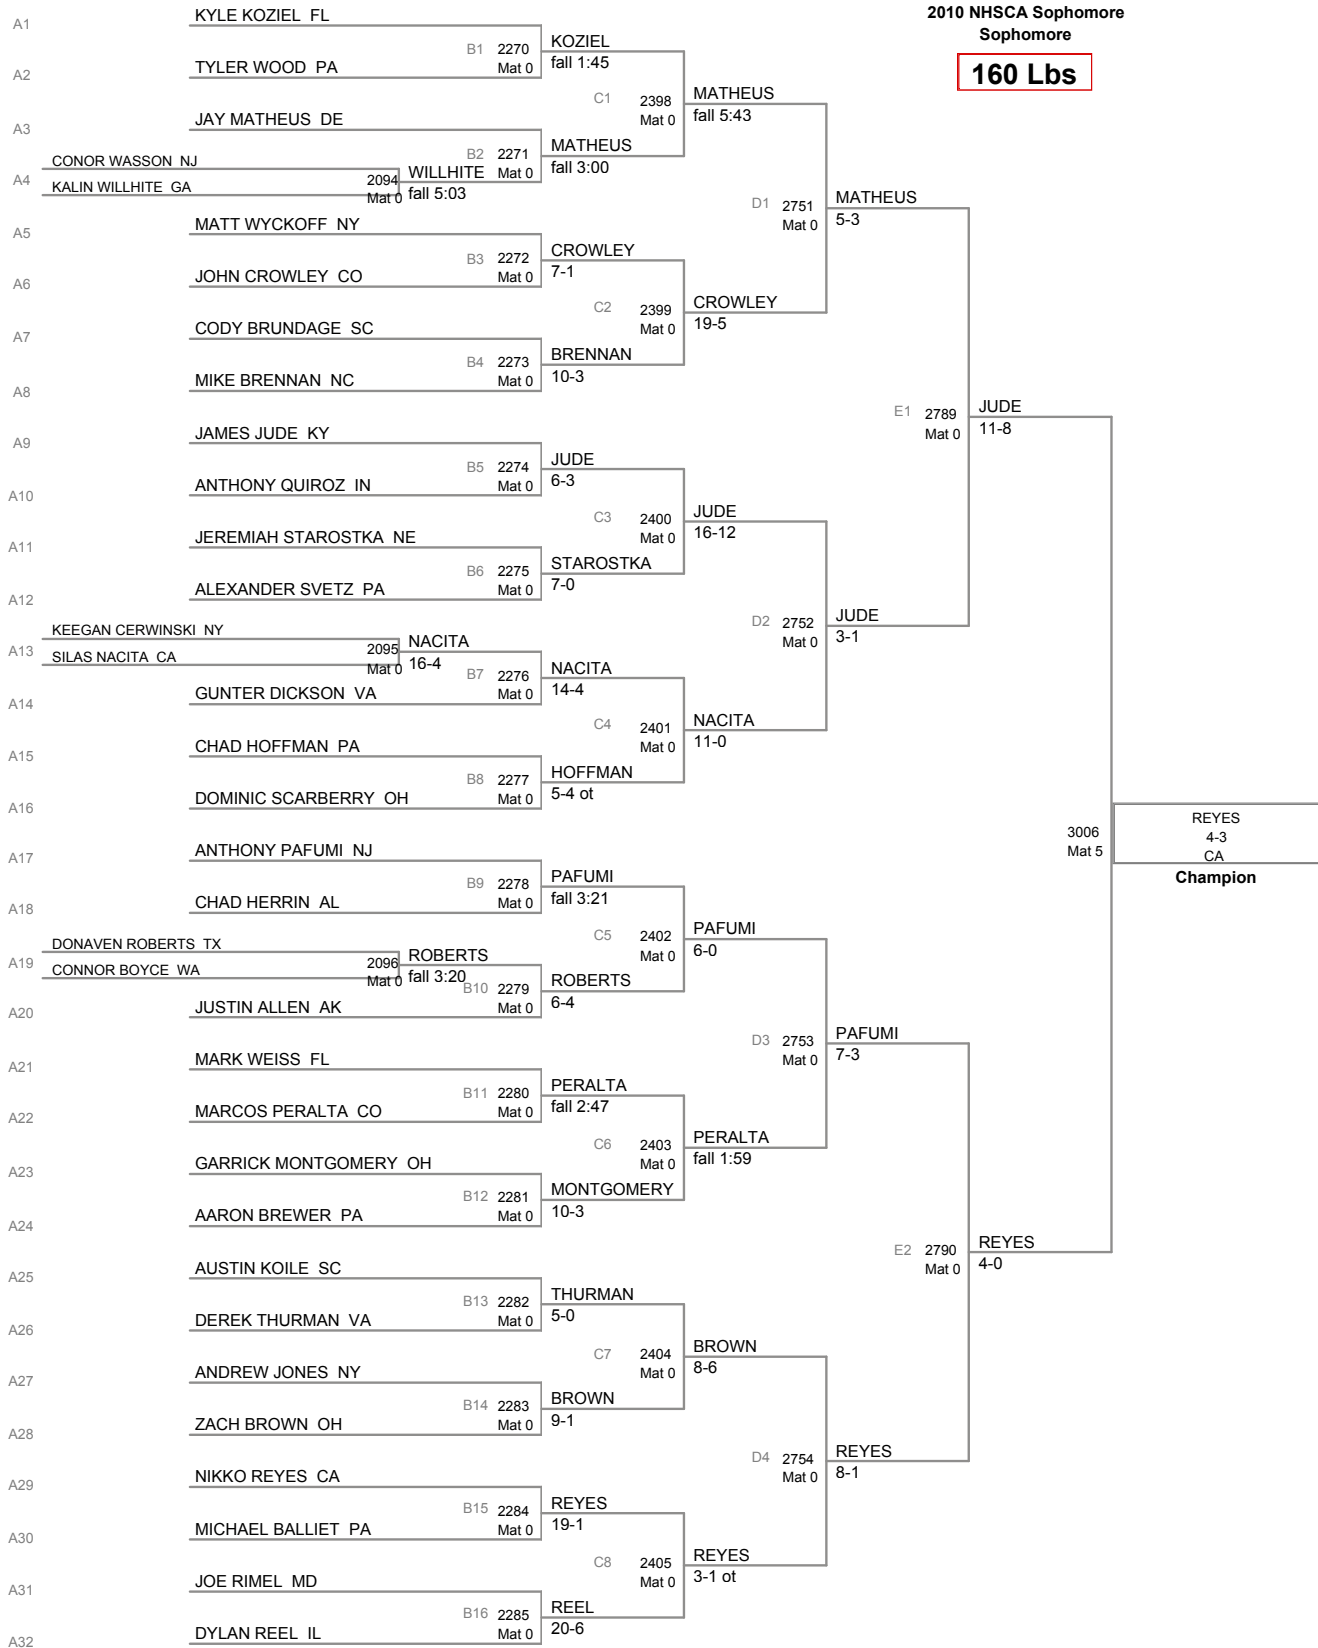 2010 NHSCA Sophomore
Sophomore
160 Lbs
A1
KYLE KOZIEL FL
B1 2270
Mat 0
KOZIEL
fall 1:45
A2
TYLER WOOD PA
C1 2398
Mat 0
MATHEUS
fall 5:43
A3
JAY MATHEUS DE
B2 2271
Mat 0
MATHEUS
fall 3:00
A4
CONOR WASSON NJ
KALIN WILLHITE GA
2094
Mat 0
WILLHITE
fall 5:03
D1 2751
Mat 0
MATHEUS
5-3
A5
MATT WYCKOFF NY
B3 2272
Mat 0
CROWLEY
7-1
A6
JOHN CROWLEY CO
C2 2399
Mat 0
CROWLEY
19-5
A7
CODY BRUNDAGE SC
B4 2273
Mat 0
BRENNAN
10-3
A8
MIKE BRENNAN NC
E1 2789
Mat 0
JUDE
11-8
A9
JAMES JUDE KY
B5 2274
Mat 0
JUDE
6-3
A10
ANTHONY QUIROZ IN
C3 2400
Mat 0
JUDE
16-12
A11
JEREMIAH STAROSTKA NE
B6 2275
Mat 0
STAROSTKA
7-0
A12
ALEXANDER SVETZ PA
D2 2752
Mat 0
JUDE
3-1
A13
KEEGAN CERWINSKI NY
SILAS NACITA CA
2095
Mat 0
NACITA
16-4
B7 2276
Mat 0
NACITA
14-4
A14
GUNTER DICKSON VA
C4 2401
Mat 0
NACITA
11-0
A15
CHAD HOFFMAN PA
B8 2277
Mat 0
HOFFMAN
5-4 ot
A16
DOMINIC SCARBERRY OH
3006
Mat 5
REYES
4-3
CA
Champion
A17
ANTHONY PAFUMI NJ
B9 2278
Mat 0
PAFUMI
fall 3:21
A18
CHAD HERRIN AL
C5 2402
Mat 0
PAFUMI
6-0
A19
DONAVEN ROBERTS TX
CONNOR BOYCE WA
2096
Mat 0
ROBERTS
fall 3:20
B10 2279
Mat 0
ROBERTS
6-4
A20
JUSTIN ALLEN AK
D3 2753
Mat 0
PAFUMI
7-3
A21
MARK WEISS FL
B11 2280
Mat 0
PERALTA
fall 2:47
A22
MARCOS PERALTA CO
C6 2403
Mat 0
PERALTA
fall 1:59
A23
GARRICK MONTGOMERY OH
B12 2281
Mat 0
MONTGOMERY
10-3
A24
AARON BREWER PA
E2 2790
Mat 0
REYES
4-0
A25
AUSTIN KOILE SC
B13 2282
Mat 0
THURMAN
5-0
A26
DEREK THURMAN VA
C7 2404
Mat 0
BROWN
8-6
A27
ANDREW JONES NY
B14 2283
Mat 0
BROWN
9-1
A28
ZACH BROWN OH
D4 2754
Mat 0
REYES
8-1
A29
NIKKO REYES CA
B15 2284
Mat 0
REYES
19-1
A30
MICHAEL BALLIET PA
C8 2405
Mat 0
REYES
3-1 ot
A31
JOE RIMEL MD
B16 2285
Mat 0
REEL
20-6
A32
DYLAN REEL IL